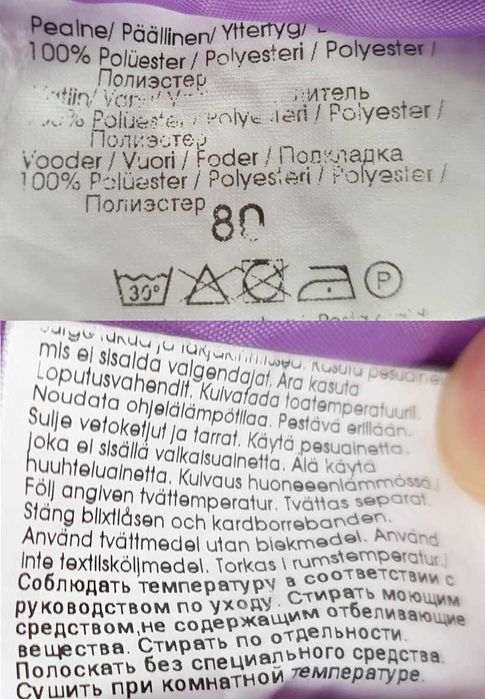 Pealne/ Päällinen/ Yttertyg/
100% Polüester / Polyesteri / Polyester /
Полиэстер
100% Polüester / Polyesteri / Polyester /
Полиэстер
Vooder / Vuori / Foder / Подкладка
100% Polüester / Polyesteri / Polyester /
Полиэстер
80
30°
P
mis ei sisalda valgendajat. Ära kasuta
Loputusvahendit. Kuivatada toatemperatuuril.
Noudata ohjelälämpötilaa. Pestävä erillään.
Sulje vetoketjut ja tarrat. Käytä pesuainetta.
joka ei sisällä valkaisuainetta. Älä käytä
huuhteluainetta. Kuivaus huoneeenlämmössä.
Följ angiven tvättemperatur. Tvättas separat.
Stäng blixtlåsen och kardborrebanden.
Använd tvättmedel utan blekmedel. Använd
inte textilsköljmedel. Torkas i rumstemperatur.
Соблюдать температуру в соответствии с
руководством по уходу. Стирать моющим
средством,не содержащим отбеливающие
вещества. Стирать по отдельности.
Полоскать без специального средства.
Сушить при комнатной температуре.